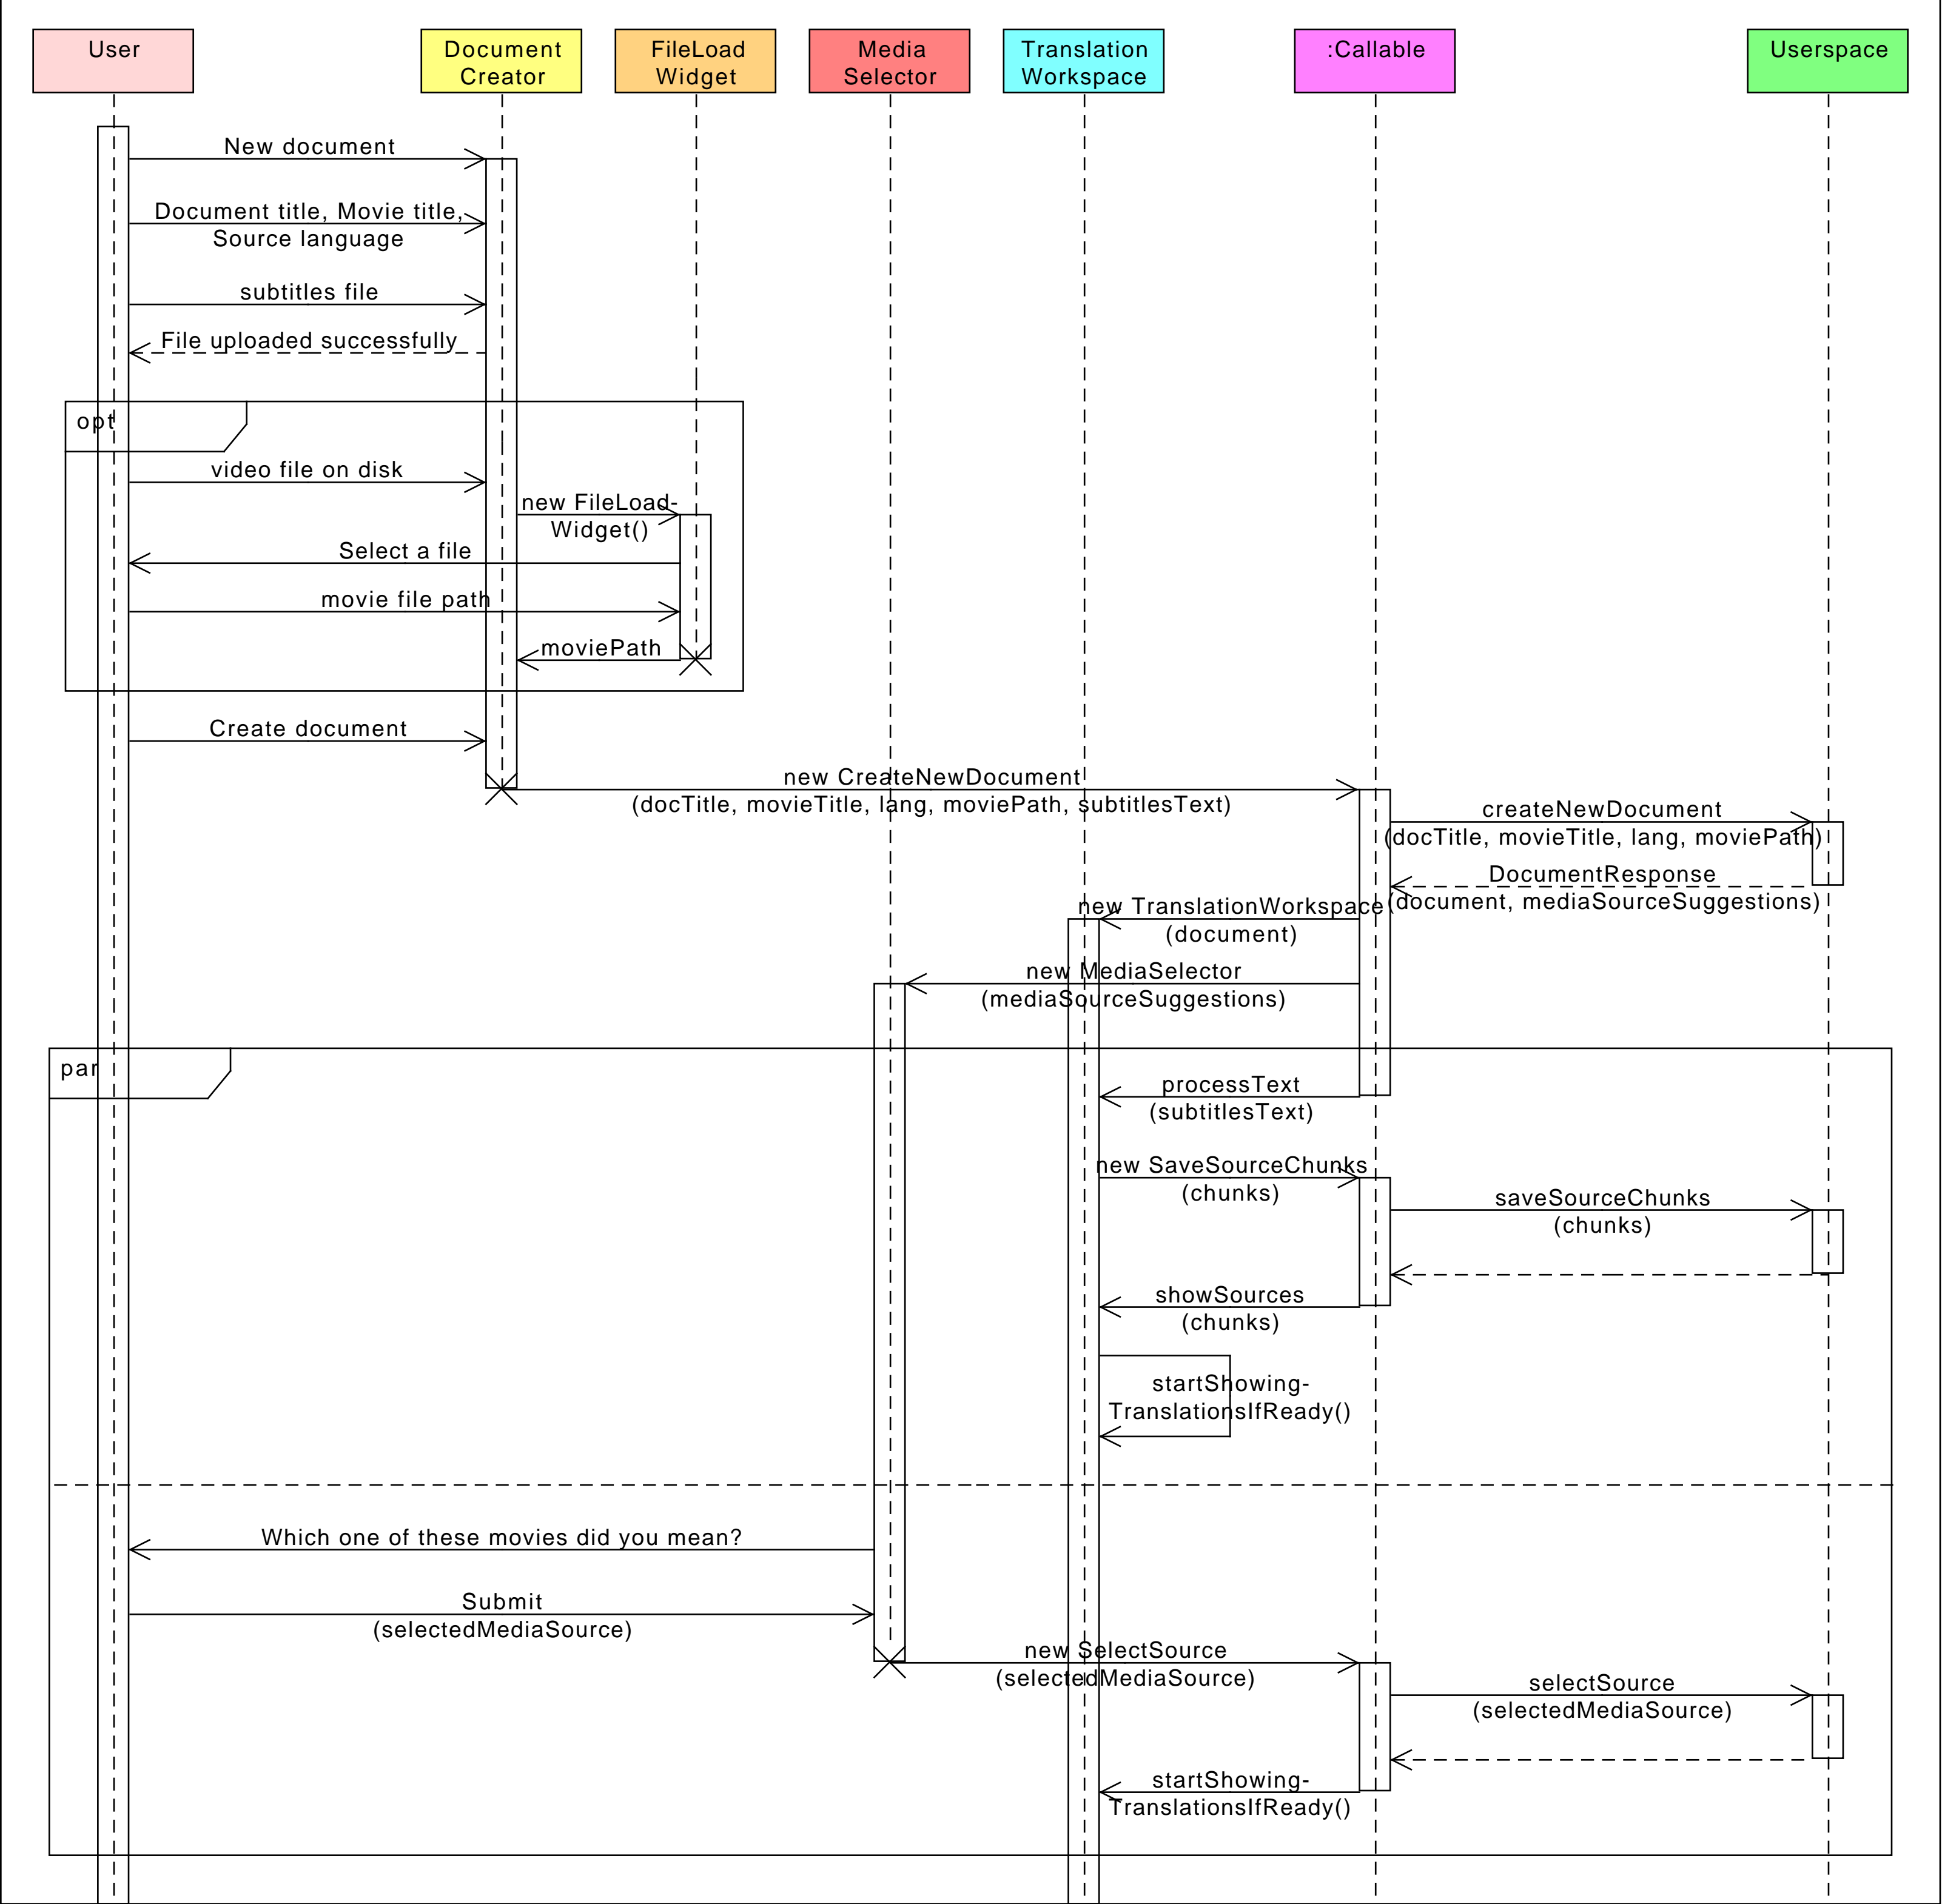 User
Document
Creator
FileLoad
Widget
Media
Selector
Translation
Workspace
:Callable
Userspace
New document
Document title, Movie title,
Source language
subtitles file
File uploaded successfully
opt
video file on disk
new FileLoad-
Widget()
Select a file
movie file path
moviePath
Create document
new CreateNewDocument
(docTitle, movieTitle, lang, moviePath, subtitlesText)
createNewDocument
(docTitle, movieTitle, lang, moviePath)
DocumentResponse
(document, mediaSourceSuggestions)
new TranslationWorkspace
(document)
new MediaSelector
(mediaSourceSuggestions)
par
processText
(subtitlesText)
new SaveSourceChunks
(chunks)
saveSourceChunks
(chunks)
showSources
(chunks)
startShowing-
TranslationsIfReady()
Which one of these movies did you mean?
Submit
(selectedMediaSource)
new SelectSource
(selectedMediaSource)
selectSource
(selectedMediaSource)
startShowing-
TranslationsIfReady()